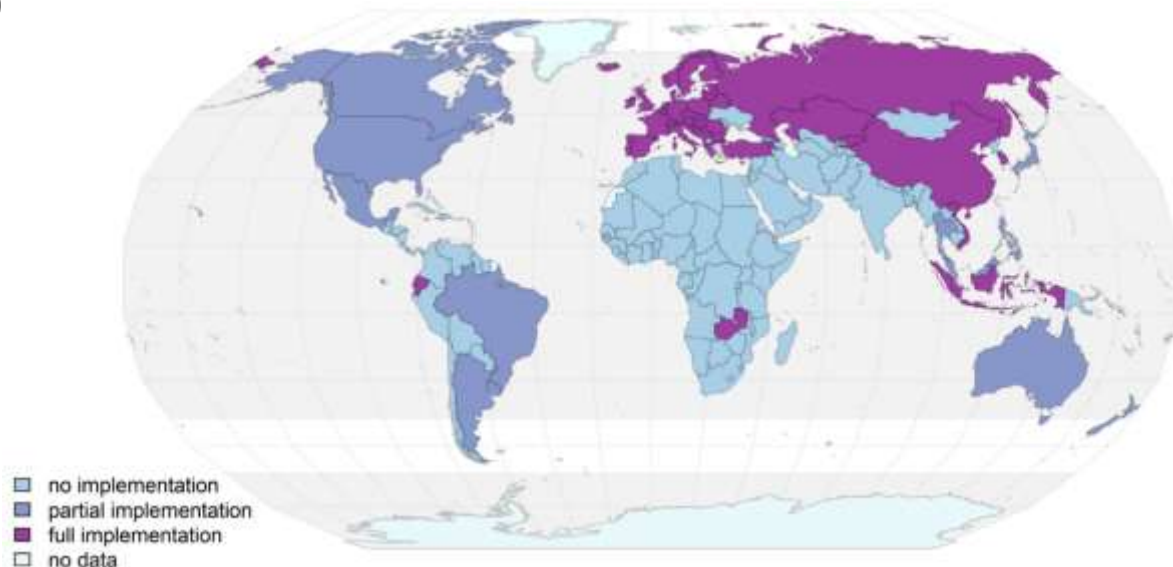 no implementation
partial implementation
full implementation
no data